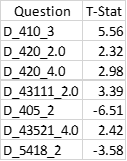 Question T-Stat
D_410_3 5.56
D_420_2.0 2.32
D_420_4.0 2.98
D_43111_2.0 3.39
D_405_2 -6.51
D_43521_4.0 2.42
D_5418_2 -3.58